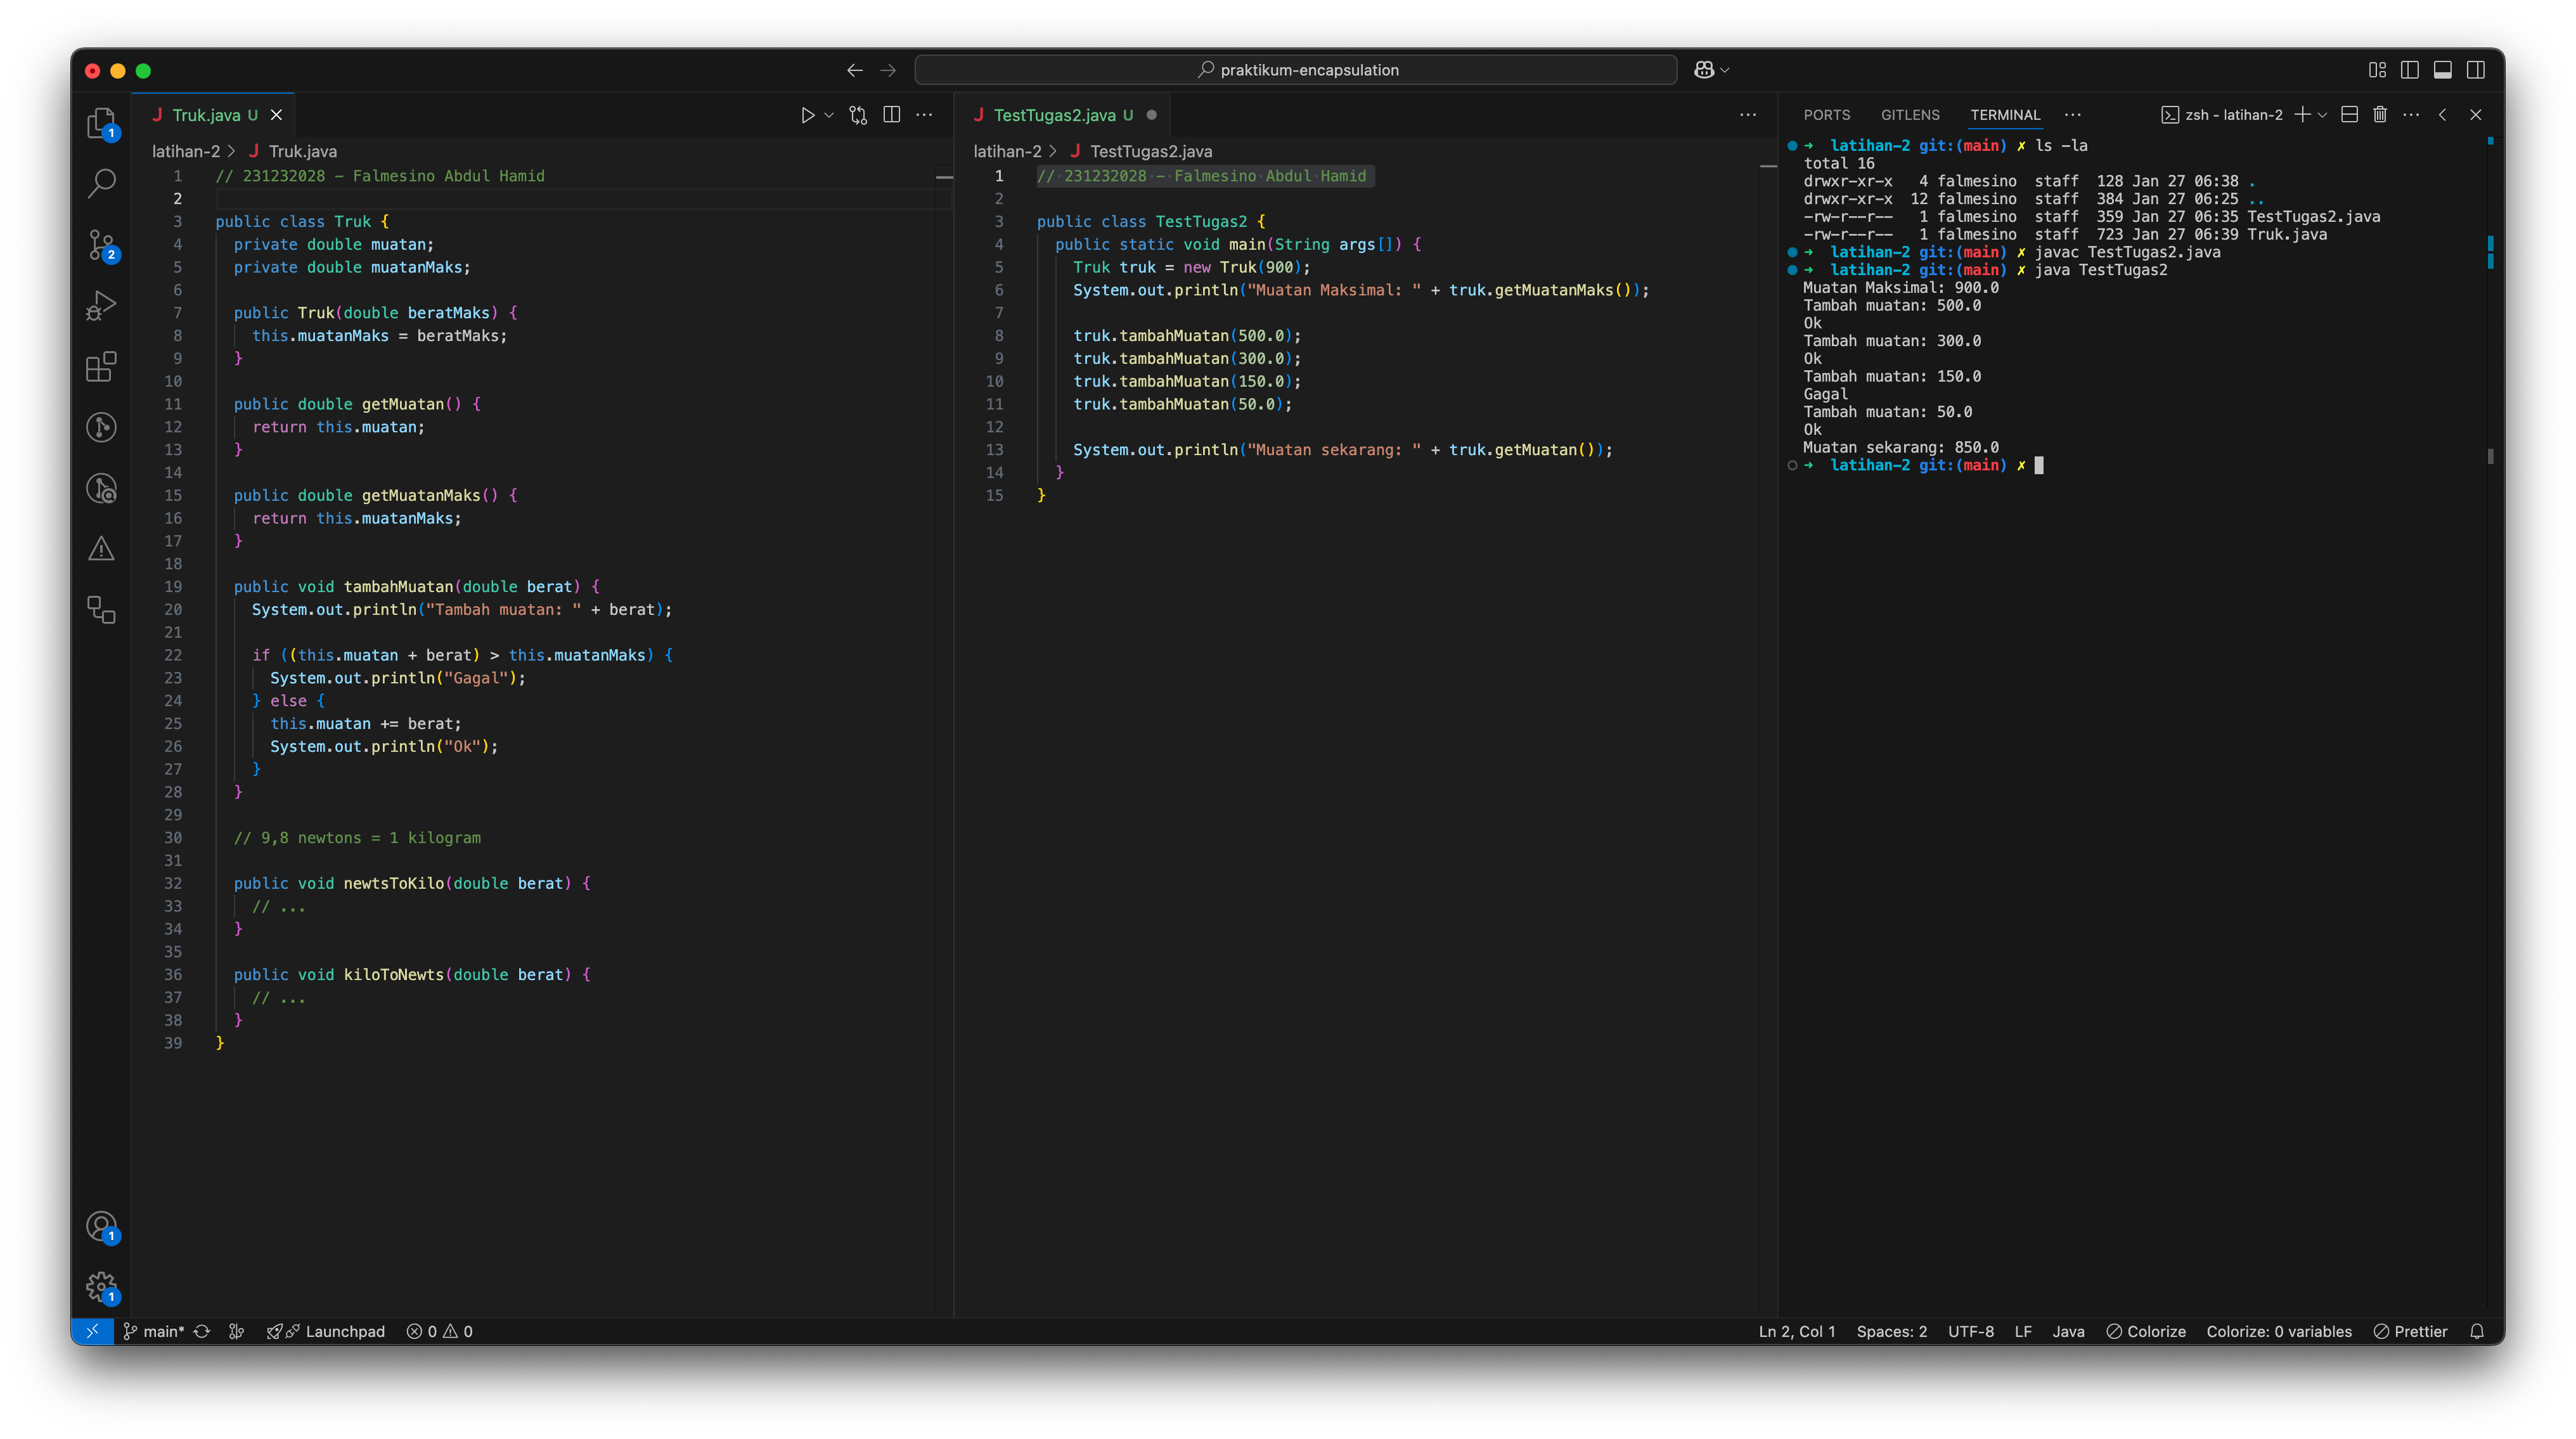 praktikum-encapsulation
Truk.java U
TestTugas2.java U
PORTS GITLENS TERMINAL zsh - latihan-2
latihan-2 > J Truk.java
1 // 231232028 - Falmesino Abdul Hamid
2
3 public class Truk {
4 private double muatan;
5 private double muatanMaks;
6
7 public Truk(double beratMaks) {
8 this.muatanMaks = beratMaks;
9 }
10
11 public double getMuatan() {
12 return this.muatan;
13 }
14
15 public double getMuatanMaks() {
16 return this.muatanMaks;
17 }
18
19 public void tambahMuatan(double berat) {
20 System.out.println("Tambah muatan: " + berat);
21
22 if ((this.muatan + berat) > this.muatanMaks) {
23 System.out.println("Gagal");
24 } else {
25 this.muatan += berat;
26 System.out.println("Ok");
27 }
28 }
29
30 // 9,8 newtons = 1 kilogram
31
32 public void newtsToKilo(double berat) {
33 // ...
34 }
35
36 public void kiloToNewts(double berat) {
37 // ...
38 }
39 }
latihan-2 > J TestTugas2.java
1 // 231232028 - Falmesino Abdul Hamid
2
3 public class TestTugas2 {
4 public static void main(String args[]) {
5 Truk truk = new Truk(900);
6 System.out.println("Muatan Maksimal: " + truk.getMuatanMaks());
7
8 truk.tambahMuatan(500.0);
9 truk.tambahMuatan(300.0);
10 truk.tambahMuatan(150.0);
11 truk.tambahMuatan(50.0);
12
13 System.out.println("Muatan sekarang: " + truk.getMuatan());
14 }
15 }
➜ latihan-2 git:(main) ✗ ls -la
total 16
drwxr-xr-x 4 falmesino staff 128 Jan 27 06:38 .
drwxr-xr-x 12 falmesino staff 384 Jan 27 06:25 ..
-rw-r--r-- 1 falmesino staff 359 Jan 27 06:35 TestTugas2.java
-rw-r--r-- 1 falmesino staff 723 Jan 27 06:39 Truk.java
➜ latihan-2 git:(main) ✗ javac TestTugas2.java
➜ latihan-2 git:(main) ✗ java TestTugas2
Muatan Maksimal: 900.0
Tambah muatan: 500.0
Ok
Tambah muatan: 300.0
Ok
Tambah muatan: 150.0
Gagal
Tambah muatan: 50.0
Ok
Muatan sekarang: 850.0
➜ latihan-2 git:(main) ✗
1
2
1
1
main* Launchpad 0 0 Ln 2, Col 1 Spaces: 2 UTF-8 LF Java Colorize Colorize: 0 variables Prettier